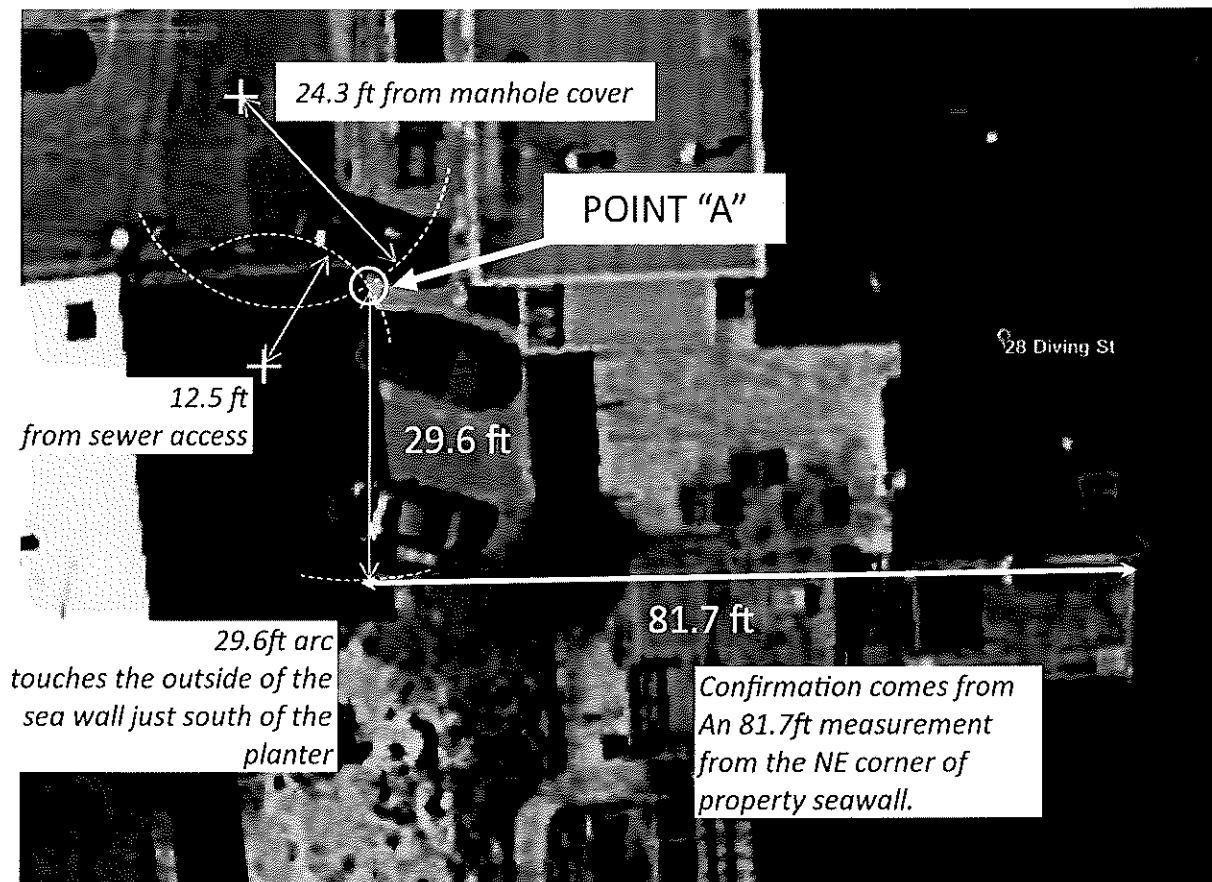 24.3 ft from manhole cover
POINT “A”
28 Diving St
12.5 ft
from sewer access
29.6 ft
81.7 ft
29.6ft arc
touches the outside of the
sea wall just south of the
planter
Confirmation comes from
An 81.7ft measurement
from the NE corner of
property seawall.